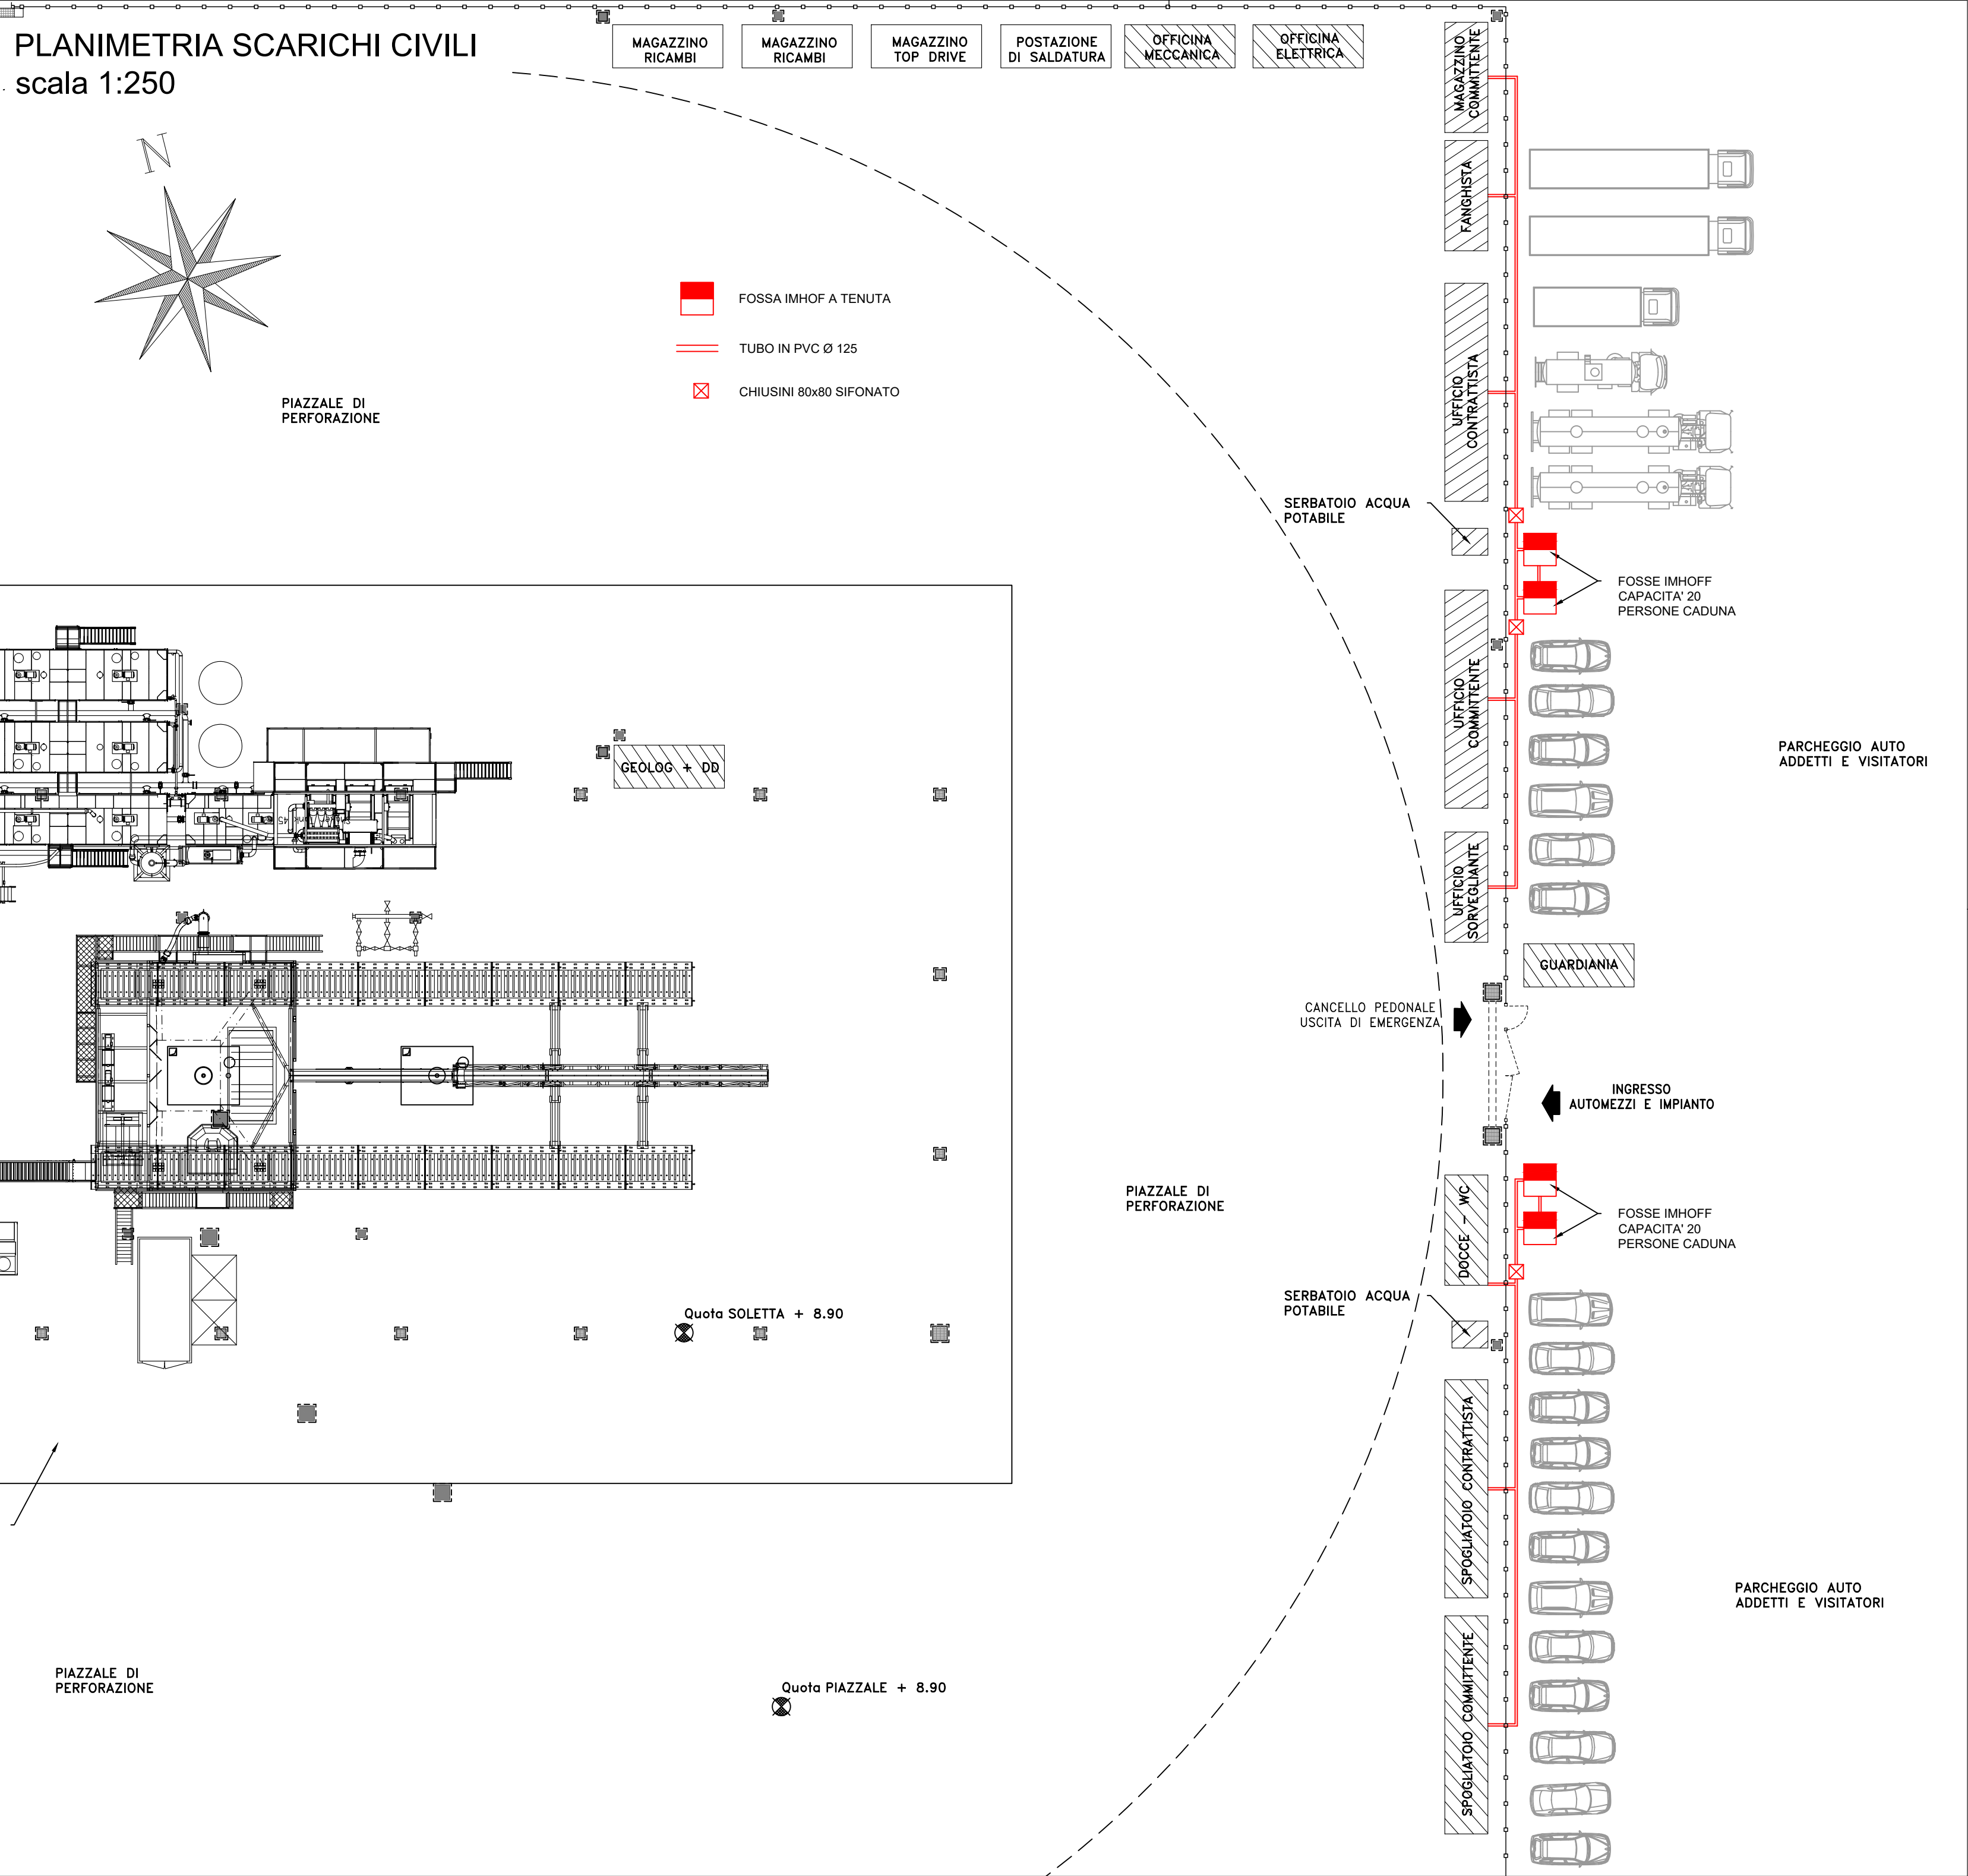 PLANIMETRIA SCARICHI CIVILI
scala 1:250
N
MAGAZZINO
RICAMBI
MAGAZZINO
RICAMBI
MAGAZZINO
TOP DRIVE
POSTAZIONE
DI SALDATURA
OFFICINA
MECCANICA
OFFICINA
ELETTRICA
MAGAZZINO
COMMITTENTE
FANGHISTA
FOSSA IMHOF A TENUTA
TUBO IN PVC Ø 125
CHIUSINI 80x80 SIFONATO
PIAZZALE DI
PERFORAZIONE
UFFICIO
CONTRATTISTA
SERBATOIO ACQUA
POTABILE
FOSSE IMHOFF
CAPACITA' 20
PERSONE CADUNA
UFFICIO
COMMITTENTE
PARCHEGGIO AUTO
ADDETTI E VISITATORI
GEOLOG + DD
UFFICIO
SORVEGLIANTE
GUARDIANIA
CANCELLO PEDONALE
USCITA DI EMERGENZA
INGRESSO
AUTOMEZZI E IMPIANTO
PIAZZALE DI
PERFORAZIONE
DOCCE - WC
FOSSE IMHOFF
CAPACITA' 20
PERSONE CADUNA
SERBATOIO ACQUA
POTABILE
Quota SOLETTA + 8.90
SPOGLIATOIO CONTRATTISTA
PARCHEGGIO AUTO
ADDETTI E VISITATORI
SPOGLIATOIO COMMITTENTE
PIAZZALE DI
PERFORAZIONE
Quota PIAZZALE + 8.90